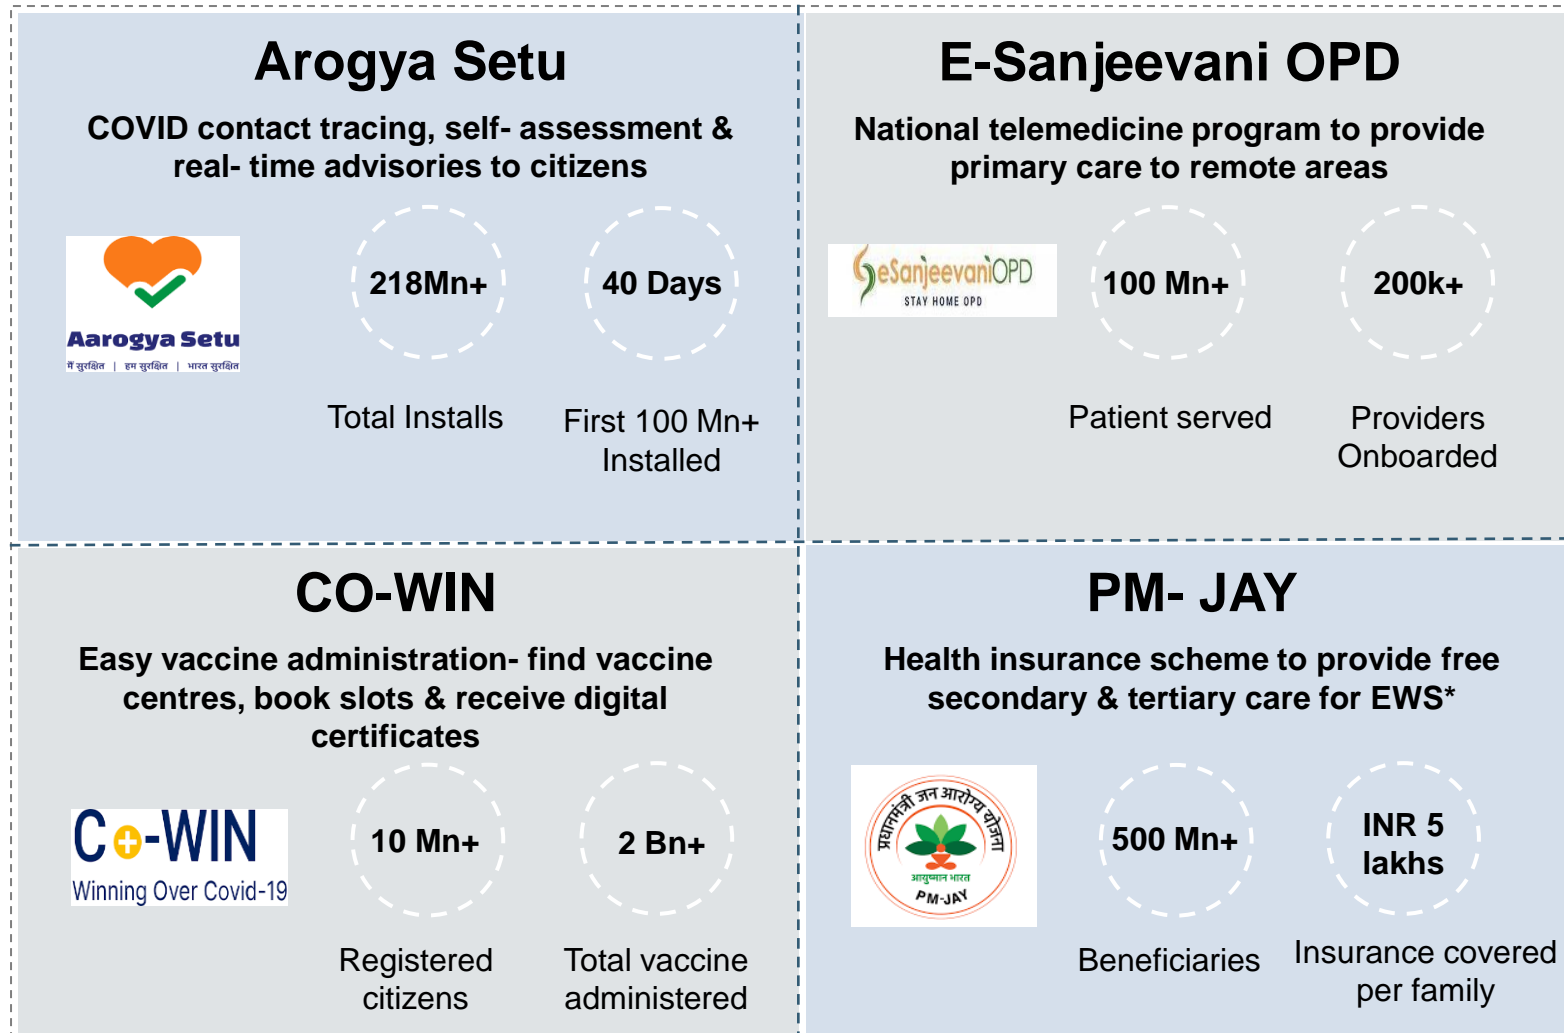 Arogya Setu
COVID contact tracing, self- assessment &
real- time advisories to citizens
Aarogya Setu
मैं सुरक्षित | हम सुरक्षित | भारत सुरक्षित
218Mn+
40 Days
Total Installs
First 100 Mn+
Installed
E-Sanjeevani OPD
National telemedicine program to provide
primary care to remote areas
eSanjeevaniOPD
STAY HOME OPD
100 Mn+
200k+
Patient served
Providers
Onboarded
CO-WIN
Easy vaccine administration- find vaccine
centres, book slots & receive digital
certificates
Co-WIN
Winning Over Covid-19
10 Mn+
2 Bn+
Registered
citizens
Total vaccine
administered
PM- JAY
Health insurance scheme to provide free
secondary & tertiary care for EWS*
प्रधानमंत्री जन आरोग्य योजना
आयुष्मान भारत
PM-JAY
500 Mn+
INR 5
lakhs
Beneficiaries
Insurance covered
per family